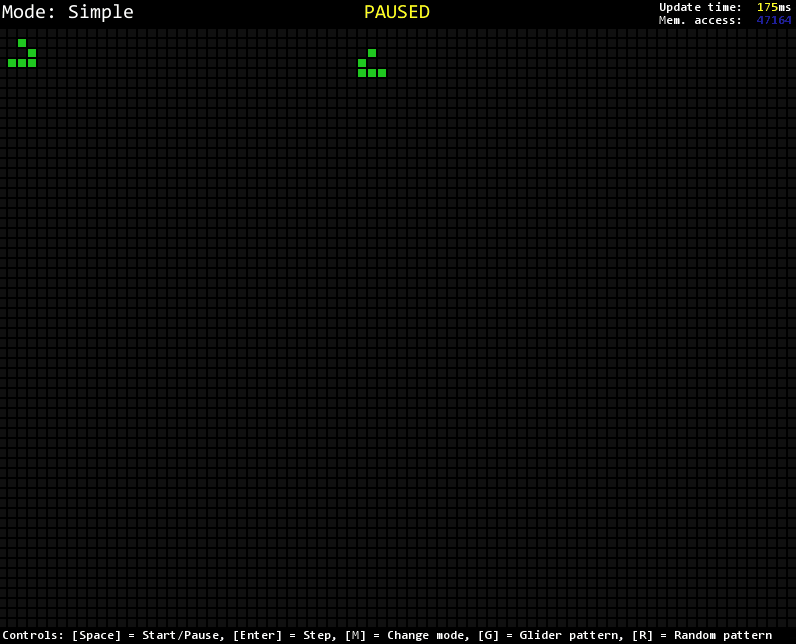 Mode: Simple
PAUSED
Update time: 175ms
Mem. access: 47164
Controls: [Space] = Start/Pause, [Enter] = Step, [M] = Change mode, [G] = Glider pattern, [R] = Random pattern